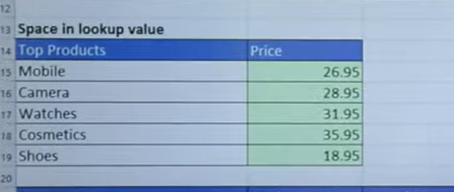 12
13 Space in lookup value
14 Top Products Price
15 Mobile 26.95
16 Camera 28.95
17 Watches 31.95
18 Cosmetics 35.95
19 Shoes 18.95
20